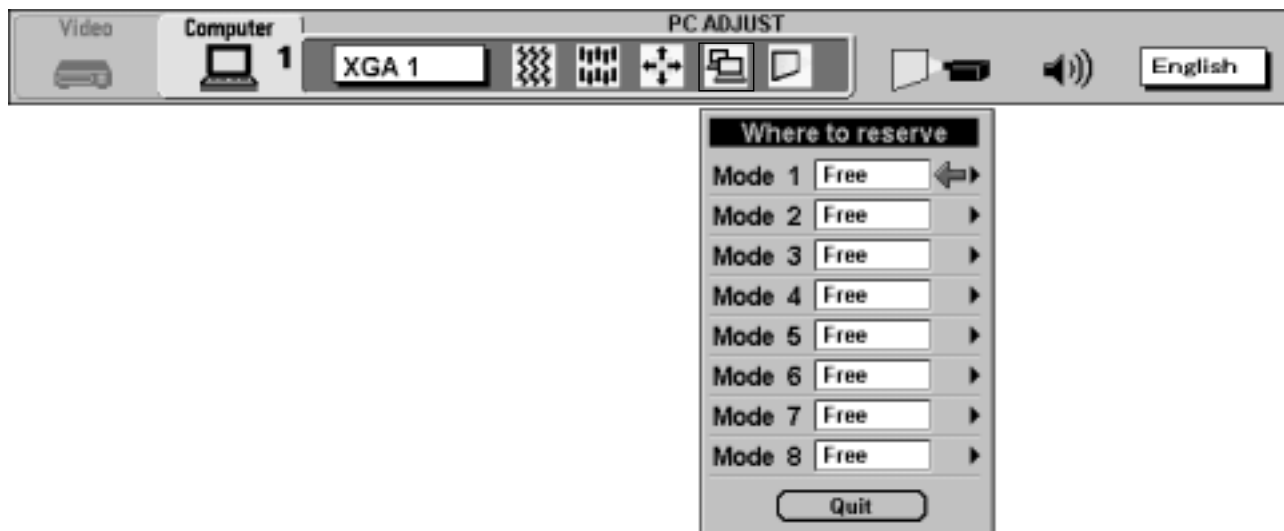 Video
Computer
1
PC ADJUST
XGA 1
English
Where to reserve
Mode 1 Free
Mode 2 Free
Mode 3 Free
Mode 4 Free
Mode 5 Free
Mode 6 Free
Mode 7 Free
Mode 8 Free
Quit